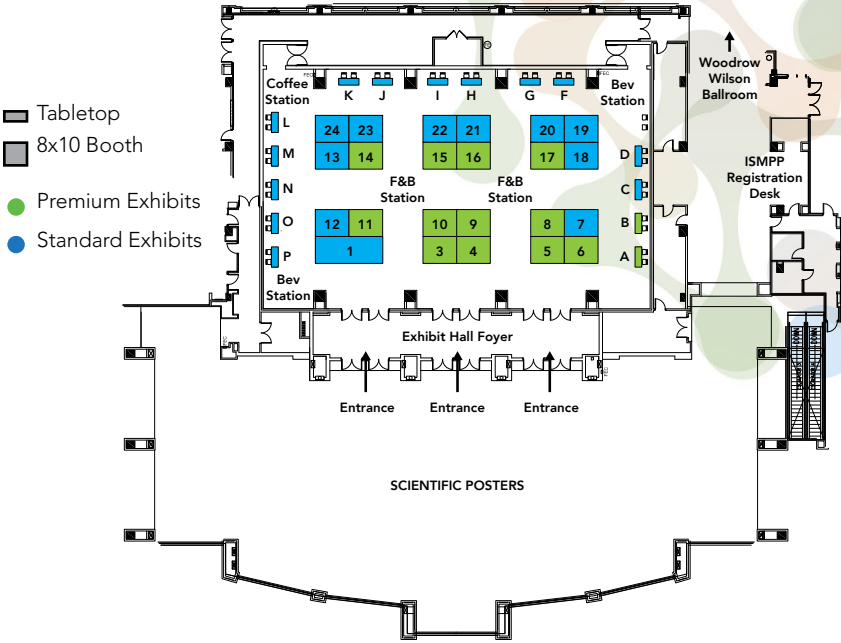 Tabletop
8x10 Booth
Premium Exhibits
Standard Exhibits
Coffee
Station
K J I H G F
Bev
Station
Woodrow
Wilson
Ballroom
L
24 23 22 21 20 19
M
13 14 15 16 17 18
D
ISMPP
Registration
Desk
N
F&B
Station
F&B
Station
C
O
12 11 10 9 8 7
B
P
1 3 4 5 6
A
Bev
Station
Exhibit Hall Foyer
Entrance Entrance Entrance
SCIENTIFIC POSTERS